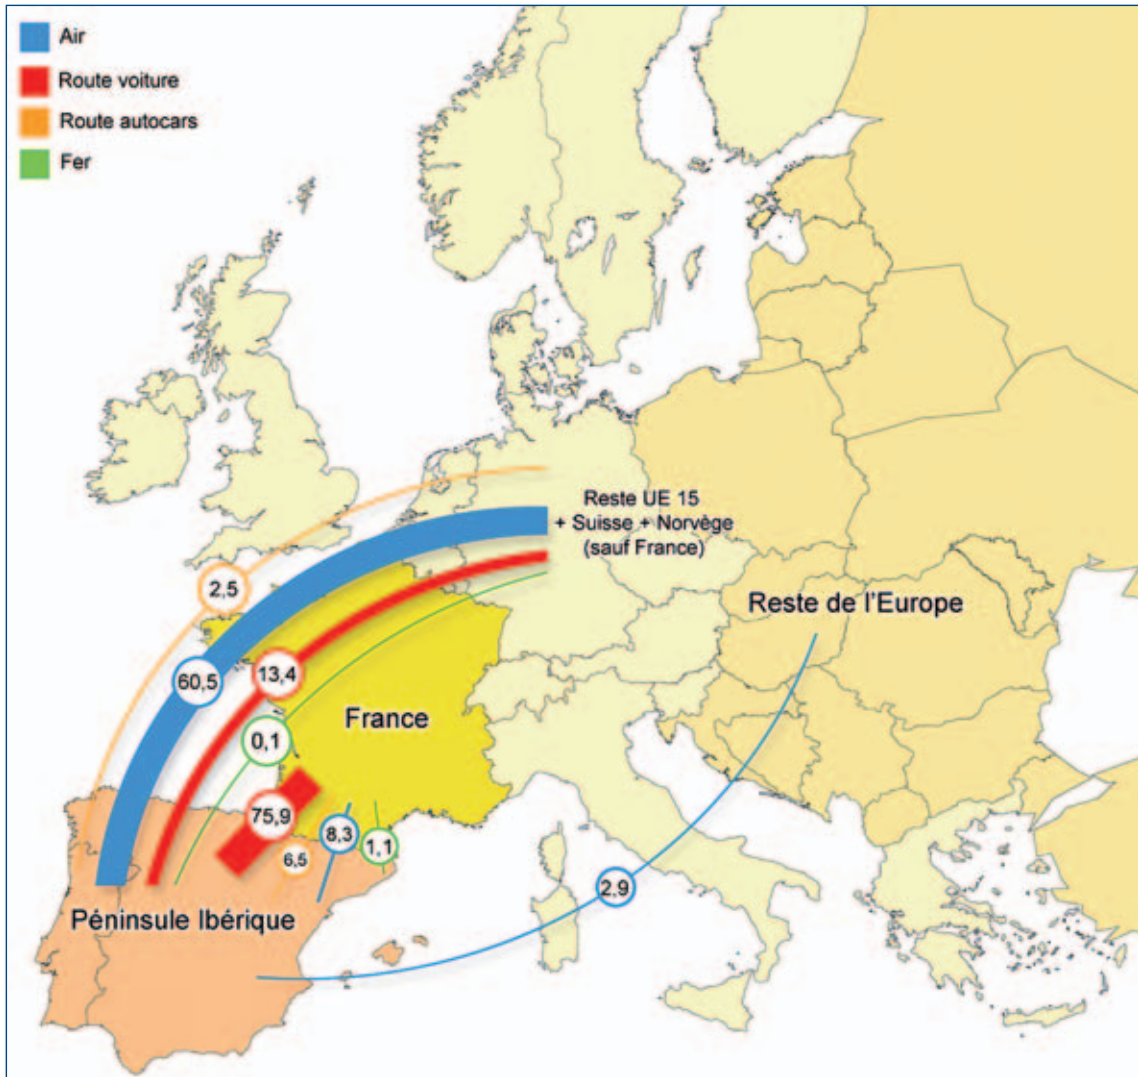 Air
Route voiture
Route autocars
Fer
Reste UE 15
+ Suisse + Norvège
(sauf France)
2,5
Reste de l'Europe
60,5
13,4
France
0,1
75,9
8,3
6,5
1,1
2,9
Péninsule Ibérique